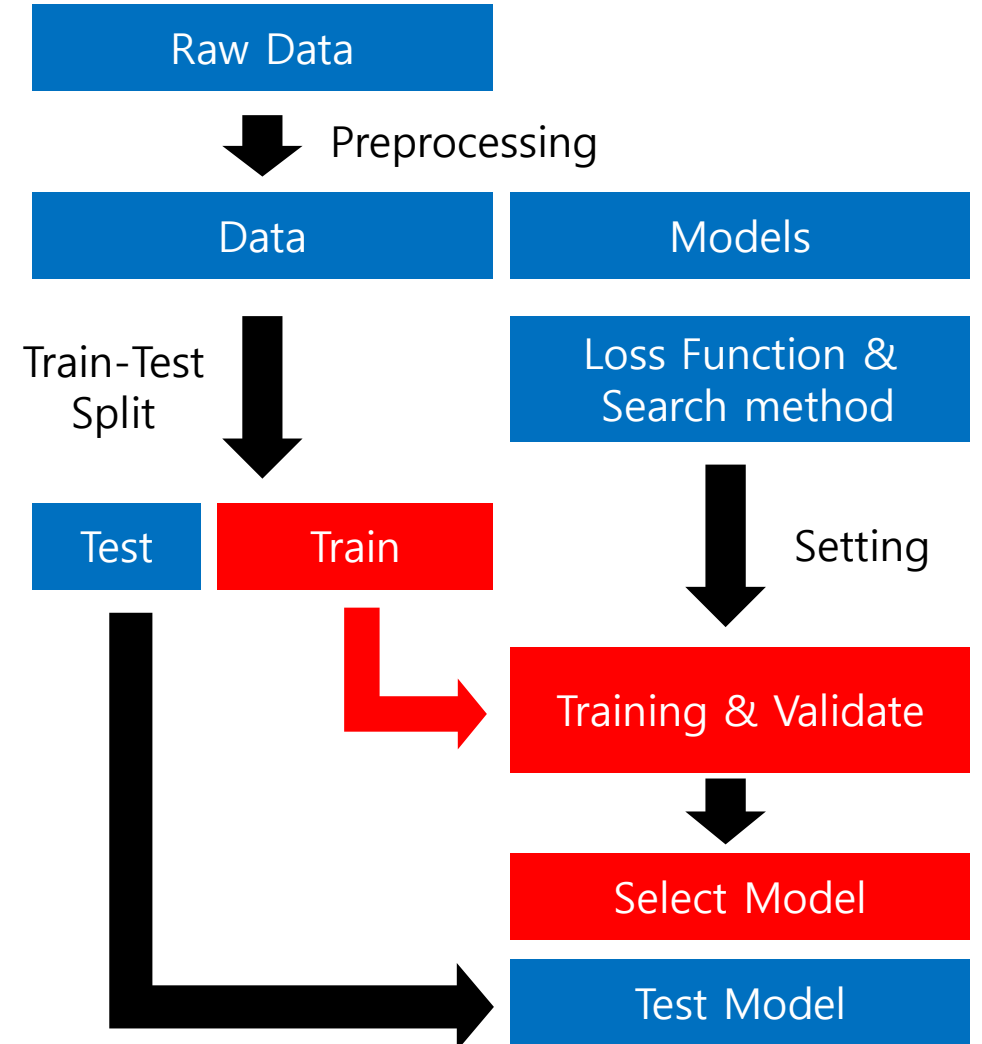 Raw Data
Preprocessing
Data
Models
Train-Test
Split
Loss Function &
Search method
Test
Train
Setting
Training & Validate
Select Model
Test Model